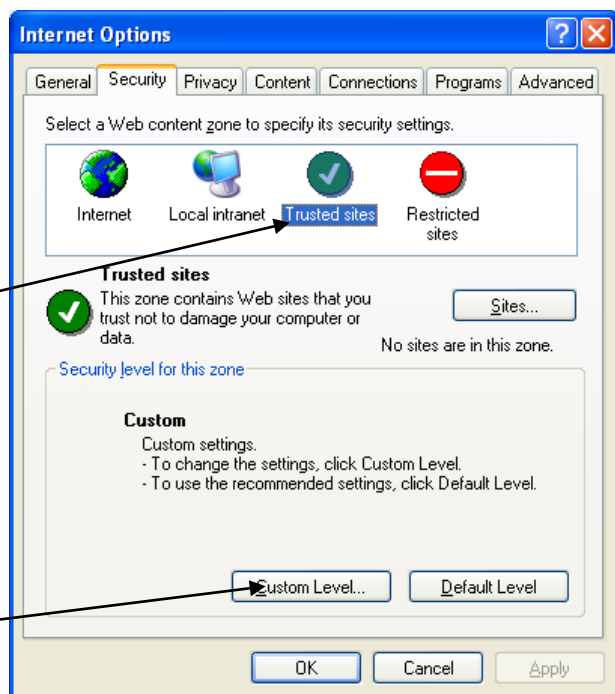 Internet Options
General Security Privacy Content Connections Programs Advanced
Select a Web content zone to specify its security settings.
Internet Local intranet Trusted sites Restricted
sites
Trusted sites
This zone contains Web sites that you
trust not to damage your computer or
data.
Sites...
No sites are in this zone.
Security level for this zone
Custom
Custom settings.
- To change the settings, click Custom Level.
- To use the recommended settings, click Default Level.
Custom Level... Default Level
OK Cancel Apply